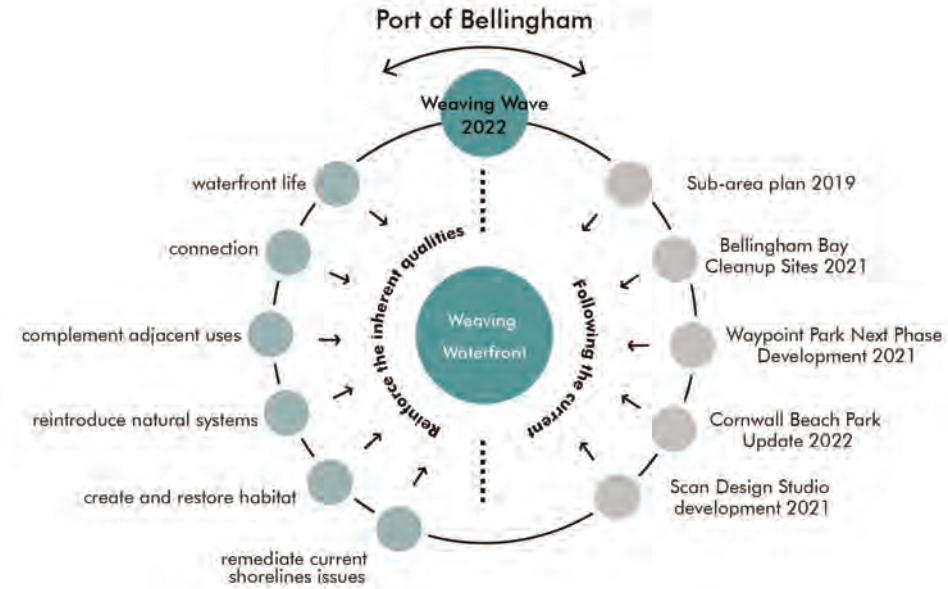 Port of Bellingham
Weaving Wave
2022
waterfront life
connection
complement adjacent uses
reintroduce natural systems
create and restore habitat
remediate current
shorelines issues
Reinforce the inherent qualities
Weaving
Waterfront
Following the current
Sub-area plan 2019
Bellingham Bay
Cleanup Sites 2021
Waypoint Park Next Phase
Development 2021
Cornwall Beach Park
Update 2022
Scan Design Studio
development 2021